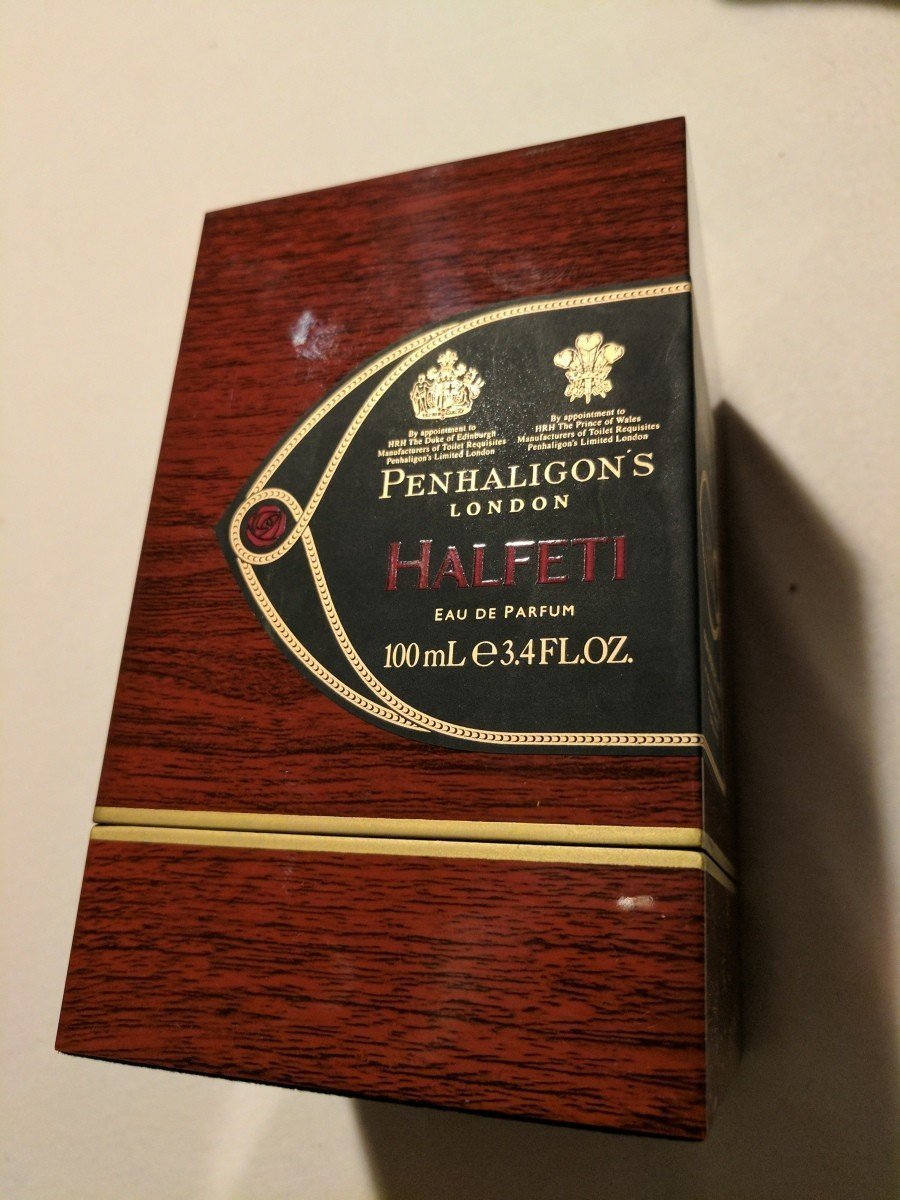 By appointment to
HRH The Duke of Edinburgh
Manufacturers of Toilet Requisites
Penhaligon's Limited London
By appointment to
HRH The Prince of Wales
Manufacturers of Toilet Requisites
Penhaligon's Limited London
PENHALIGON'S
LONDON
HALFETI
EAU DE PARFUM
100 mL ℮ 3.4 FL.OZ.